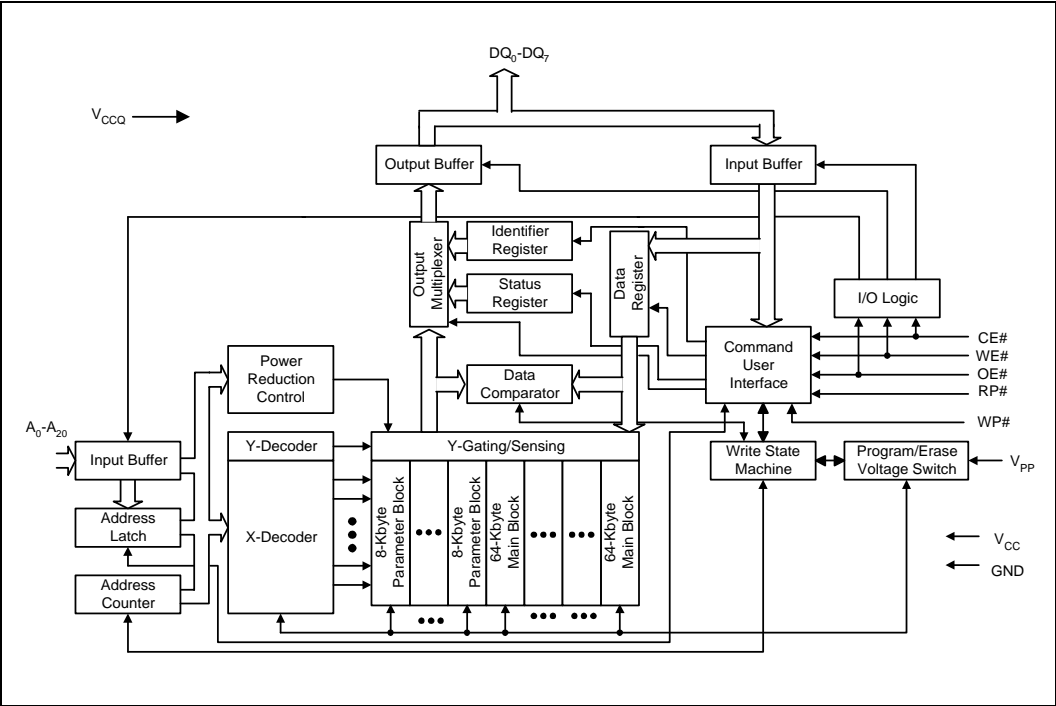 DQ₀-DQ₇
V_CCQ
Output Buffer
Input Buffer
Output
Multiplexer
Identifier
Register
Status
Register
Data
Register
I/O Logic
Command
User
Interface
CE#
WE#
OE#
RP#
WP#
Power
Reduction
Control
Data
Comparator
A₀-A₂₀
Input Buffer
Y-Decoder
Y-Gating/Sensing
Write State
Machine
Program/Erase
Voltage Switch
V_PP
Address
Latch
X-Decoder
8-Kbyte
Parameter Block
8-Kbyte
Parameter Block
64-Kbyte
Main Block
64-Kbyte
Main Block
V_CC
GND
Address
Counter